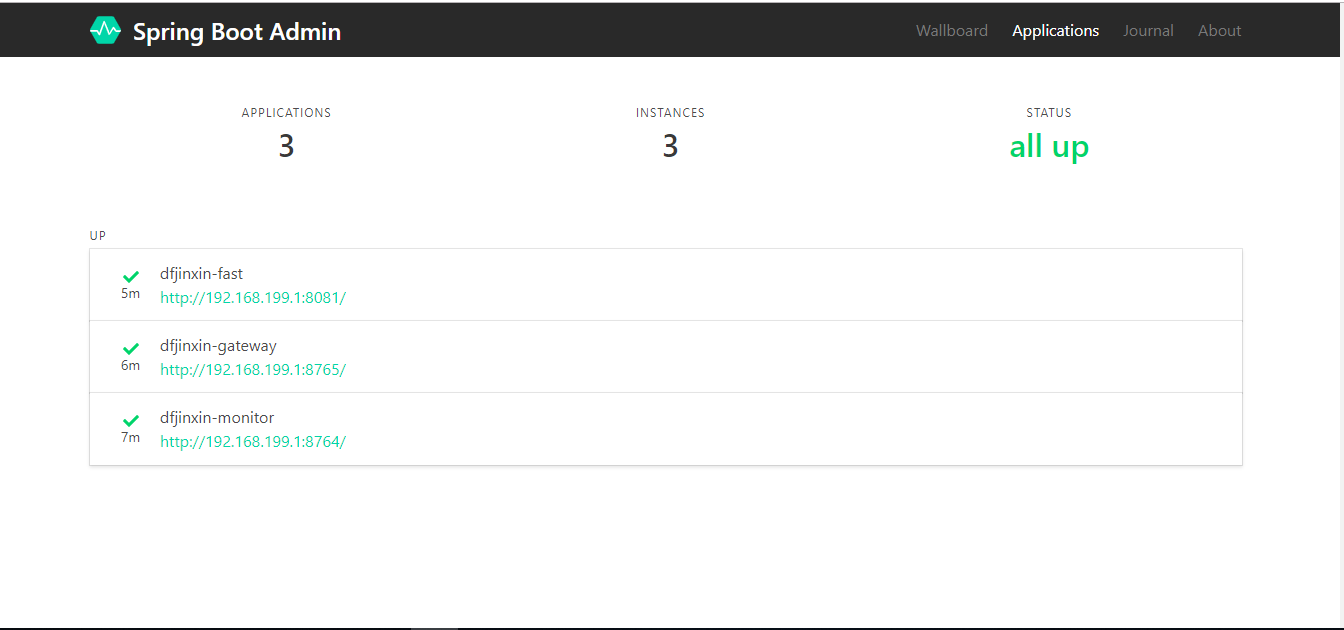 Spring Boot Admin
Wallboard Applications Journal About
APPLICATIONS INSTANCES STATUS
3 3 all up
UP
dfjinxin-fast
5m
http://192.168.199.1:8081/
dfjinxin-gateway
6m
http://192.168.199.1:8765/
dfjinxin-monitor
7m
http://192.168.199.1:8764/